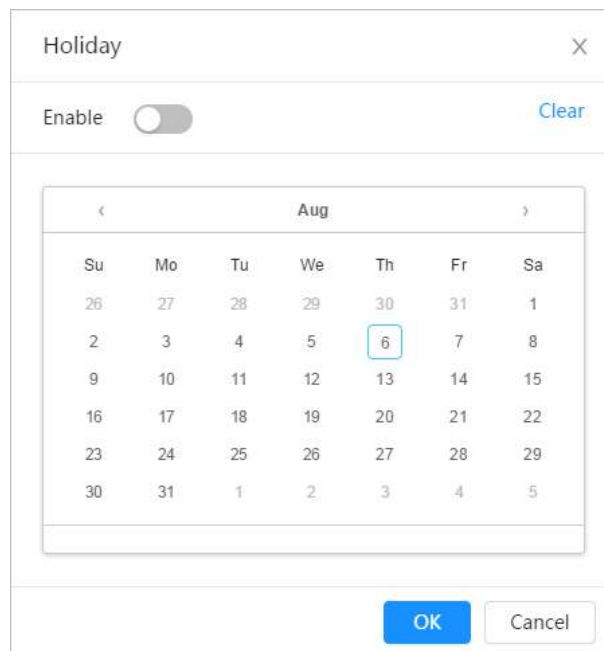 Holiday
Enable Clear
Aug
Su Mo Tu We Th Fr Sa
26 27 28 29 30 31 1
2 3 4 5 6 7 8
9 10 11 12 13 14 15
16 17 18 19 20 21 22
23 24 25 26 27 28 29
30 31 1 2 3 4 5
OK Cancel